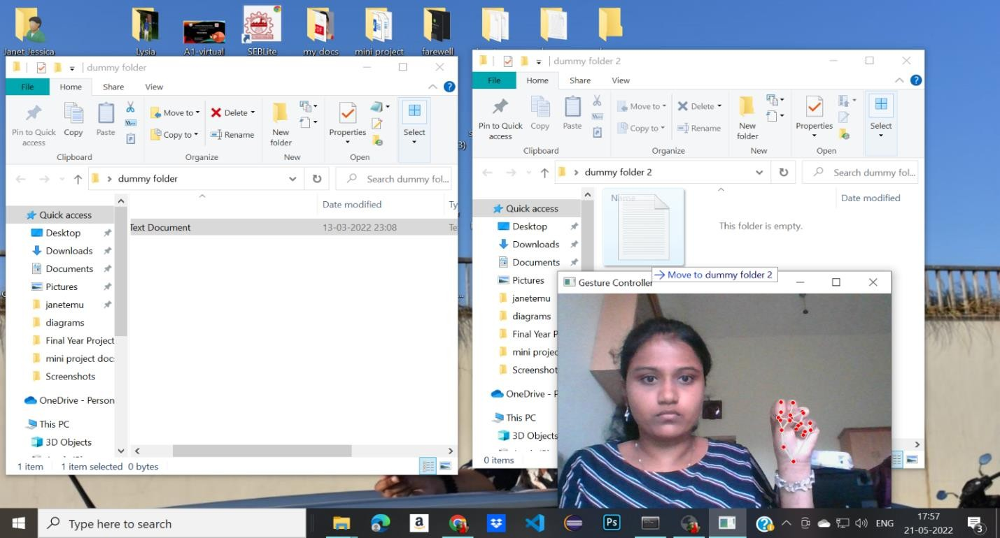 Janet Jessica
Lysia
A1-virtual
SEBLite
my docs
mini project
farewell
dummy folder
File
Home
Share
View
Pin to Quick access
Copy
Paste
Move to
Copy to
Delete
Rename
New folder
Properties
Select
Clipboard
Organize
New
Open
dummy folder
Search dummy fol...
Date modified
Ty
Quick access
Text Document
13-03-2022 23:08
Te
Desktop
Downloads
Documents
Pictures
janetemu
diagrams
Final Year Project
mini project doc
Screenshots
OneDrive - Person
This PC
3D Objects
1 item
1 item selected
0 bytes
3)
dummy folder 2
File
Home
Share
View
Pin to Quick access
Copy
Paste
Move to
Copy to
Delete
Rename
New folder
Properties
Select
Clipboard
Organize
New
Open
dummy folder 2
Search dummy fol...
Name
Date modified
This folder is empty.
Quick access
Desktop
Downloads
Documents
Pictures
janetemu
diagrams
Final Year P
mini projec
Screenshot
OneDrive - P
This PC
3D Objects
0 items
Move to dummy folder 2
Gesture Controller
Type here to search
a
Ps
ENG
17:57
21-05-2022
3